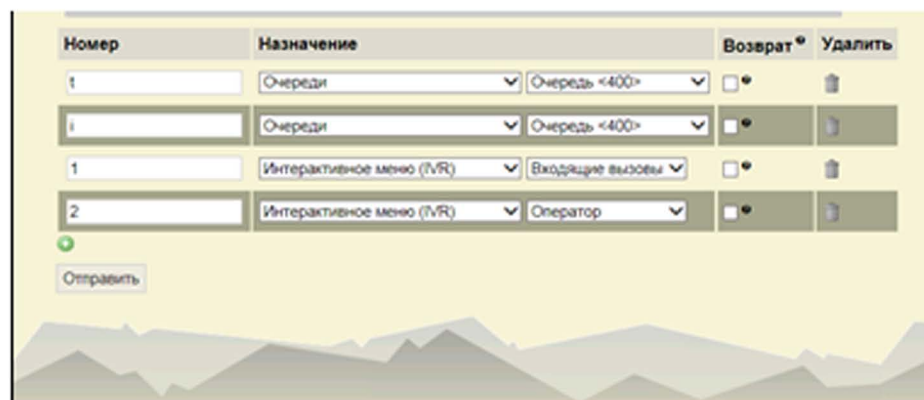 Номер Назначение Возврат Удалить
t Очереди Очередь <400>
i Очереди Очередь <400>
1 Интерактивное меню (IVR) Входящие вызовы
2 Интерактивное меню (IVR) Оператор
Отправить